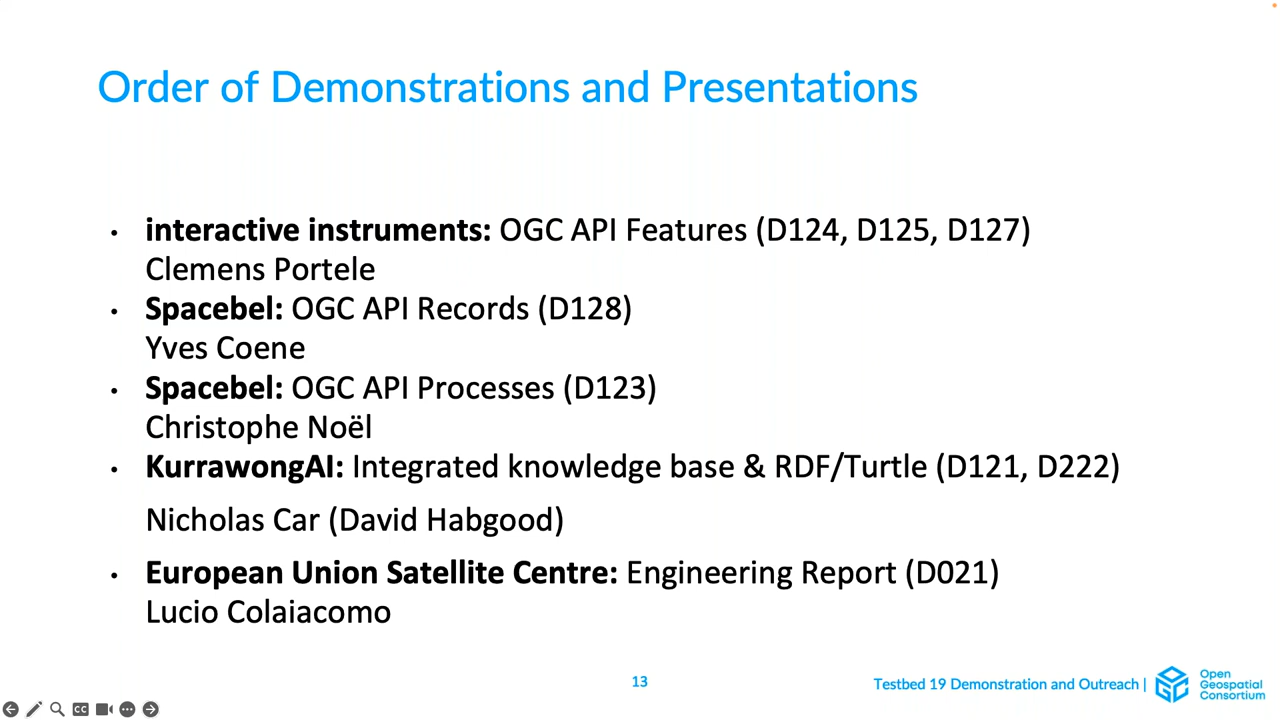 Order of Demonstrations and Presentations
• interactive instruments: OGC API Features (D124, D125, D127)
Clemens Portele
• Spacebel: OGC API Records (D128)
Yves Coene
• Spacebel: OGC API Processes (D123)
Christophe Noël
• KurrawongAI: Integrated knowledge base & RDF/Turtle (D121, D222)
Nicholas Car (David Habgood)
• European Union Satellite Centre: Engineering Report (D021)
Lucio Colaiacomo
13
Testbed 19 Demonstration and Outreach |
Open
Geospatial
Consortium
CC